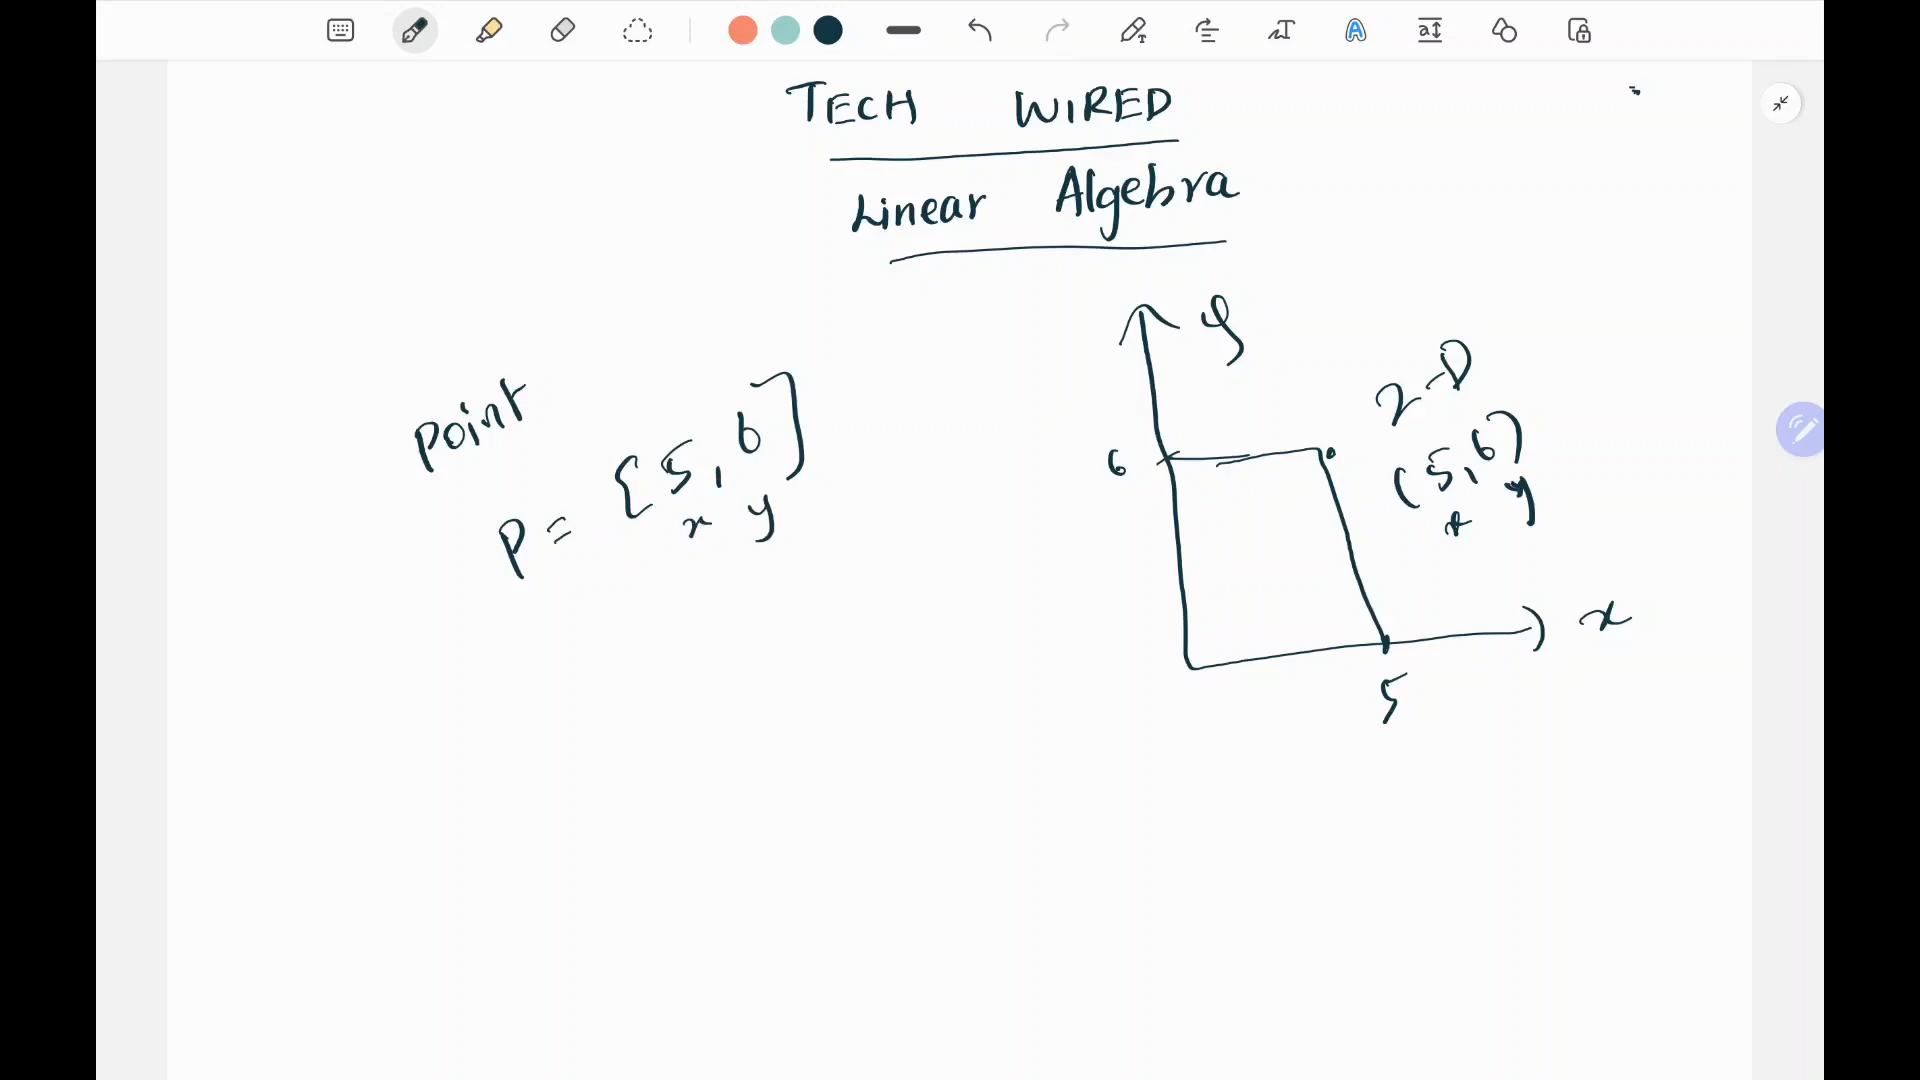 TECH WIRED
Linear Algebra
point
P = {5, 6}
x y
y
2-D
(5, 6)
x y
6
x
5